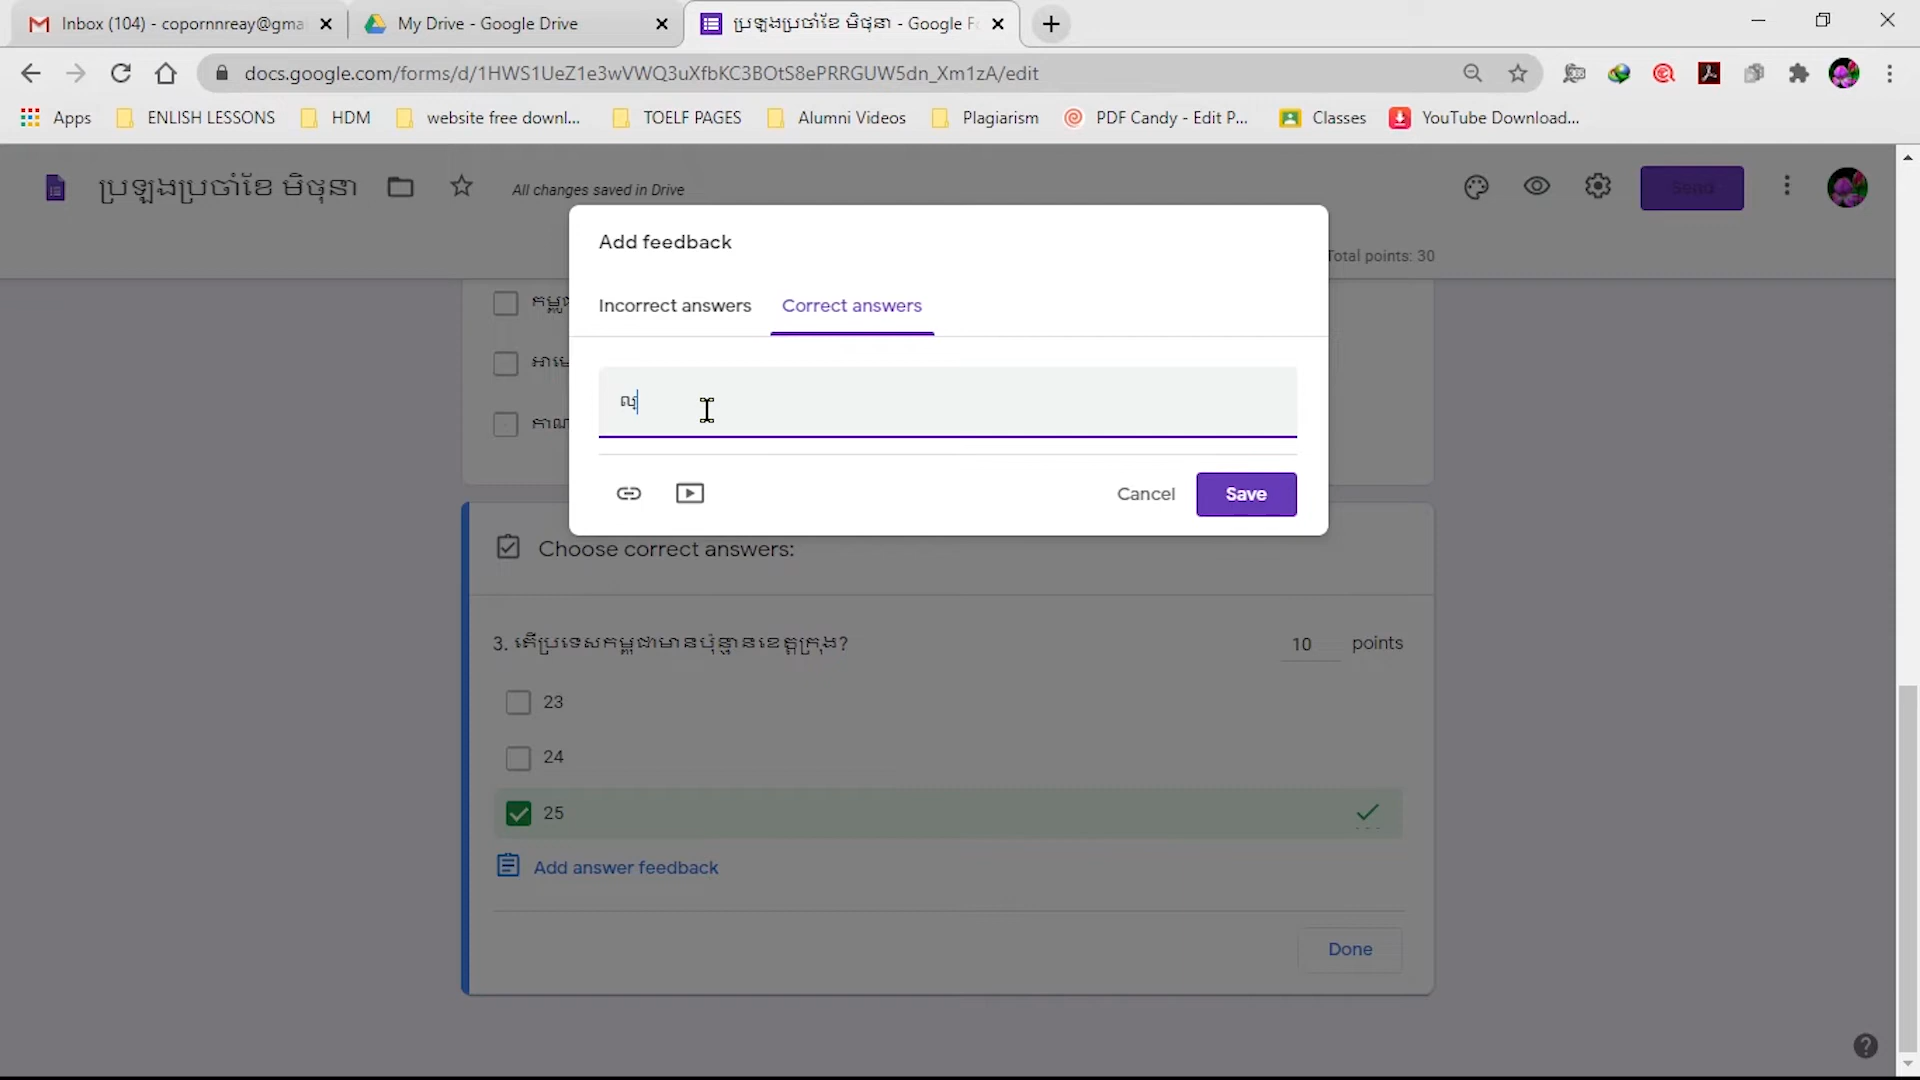 Inbox (104) - copornnreay@gma
My Drive - Google Drive
ប្រឡងប្រចាំខែ មិថុនា - Google Fo
docs.google.com/forms/d/1HWS1UeZ1e3wVWQ3uXfbKC3BOtS8ePRRGUW5dn_Xm1zA/edit
Apps
ENLISH LESSONS
HDM
website free downl...
TOELF PAGES
Alumni Videos
Plagiarism
PDF Candy - Edit P...
Classes
YouTube Download...
ប្រឡងប្រចាំខែ មិថុនា
All changes saved in Drive
Send
Total points: 30
Add feedback
Incorrect answers
Correct answers
Cancel
Save
Choose correct answers:
3. តើប្រទេសកម្ពុជាមានប៉ុន្មានខេត្តក្រុង?
10 points
23
24
25
Add answer feedback
Done